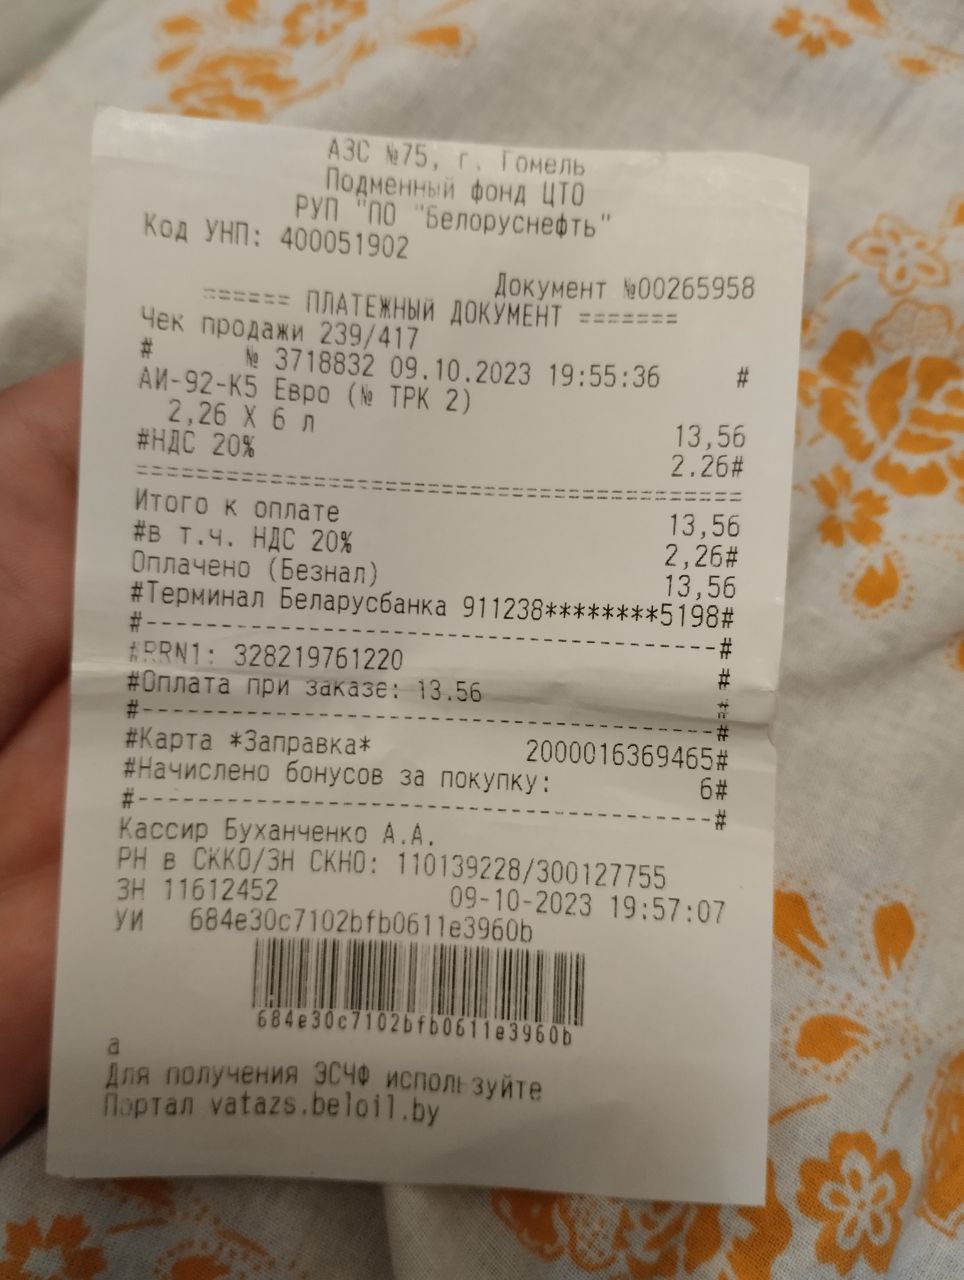 АЗС №75, г. Гомель
Подменный фонд ЦТО
РУП "ПО "Белоруснефть"
Код УНП: 400051902
Документ №00265958
====== ПЛАТЕЖНЫЙ ДОКУМЕНТ =======
Чек продажи 239/417
# № 3718832 09.10.2023 19:55:36 #
АИ-92-К5 Евро (№ ТРК 2)
2,26 X 6 л 13,56
#НДС 20% 2.26#
========================================
Итого к оплате 13,56
#в т.ч. НДС 20% 2,26#
Оплачено (Безнал) 13,56
#Терминал Беларусбанка 911238********5198#
#--------------------------------------#
#RRN1: 328219761220 #
#Оплата при заказе: 13.56 #
#--------------------------------------#
#Карта *Заправка* 2000016369465#
#Начислено бонусов за покупку: 6#
#--------------------------------------#
Кассир Буханченко А.А.
РН в СККО/ЗН СКНО: 110139228/300127755
ЗН 11612452 09-10-2023 19:57:07
УИ 684e30c7102bfb0611e3960b
684e30c7102bfb0611e3960b
а
Для получения ЭСЧФ используйте
Портал vatazs.beloil.by